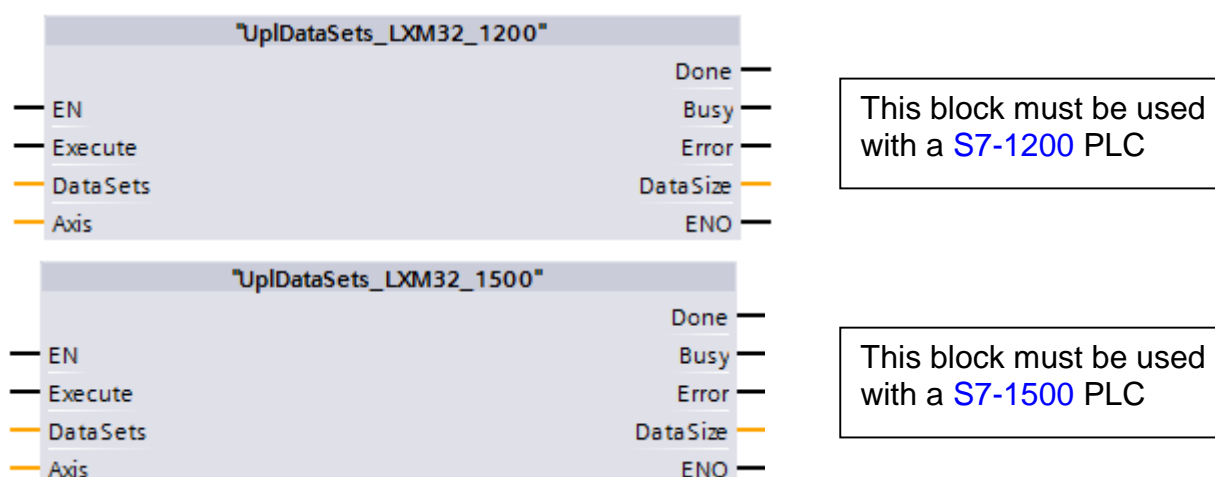 "UplDataSets_LXM32_1200"
Done
EN
Busy
Execute
Error
DataSets
DataSize
Axis
ENO
This block must be used
with a S7-1200 PLC
"UplDataSets_LXM32_1500"
Done
EN
Busy
Execute
Error
DataSets
DataSize
Axis
ENO
This block must be used
with a S7-1500 PLC